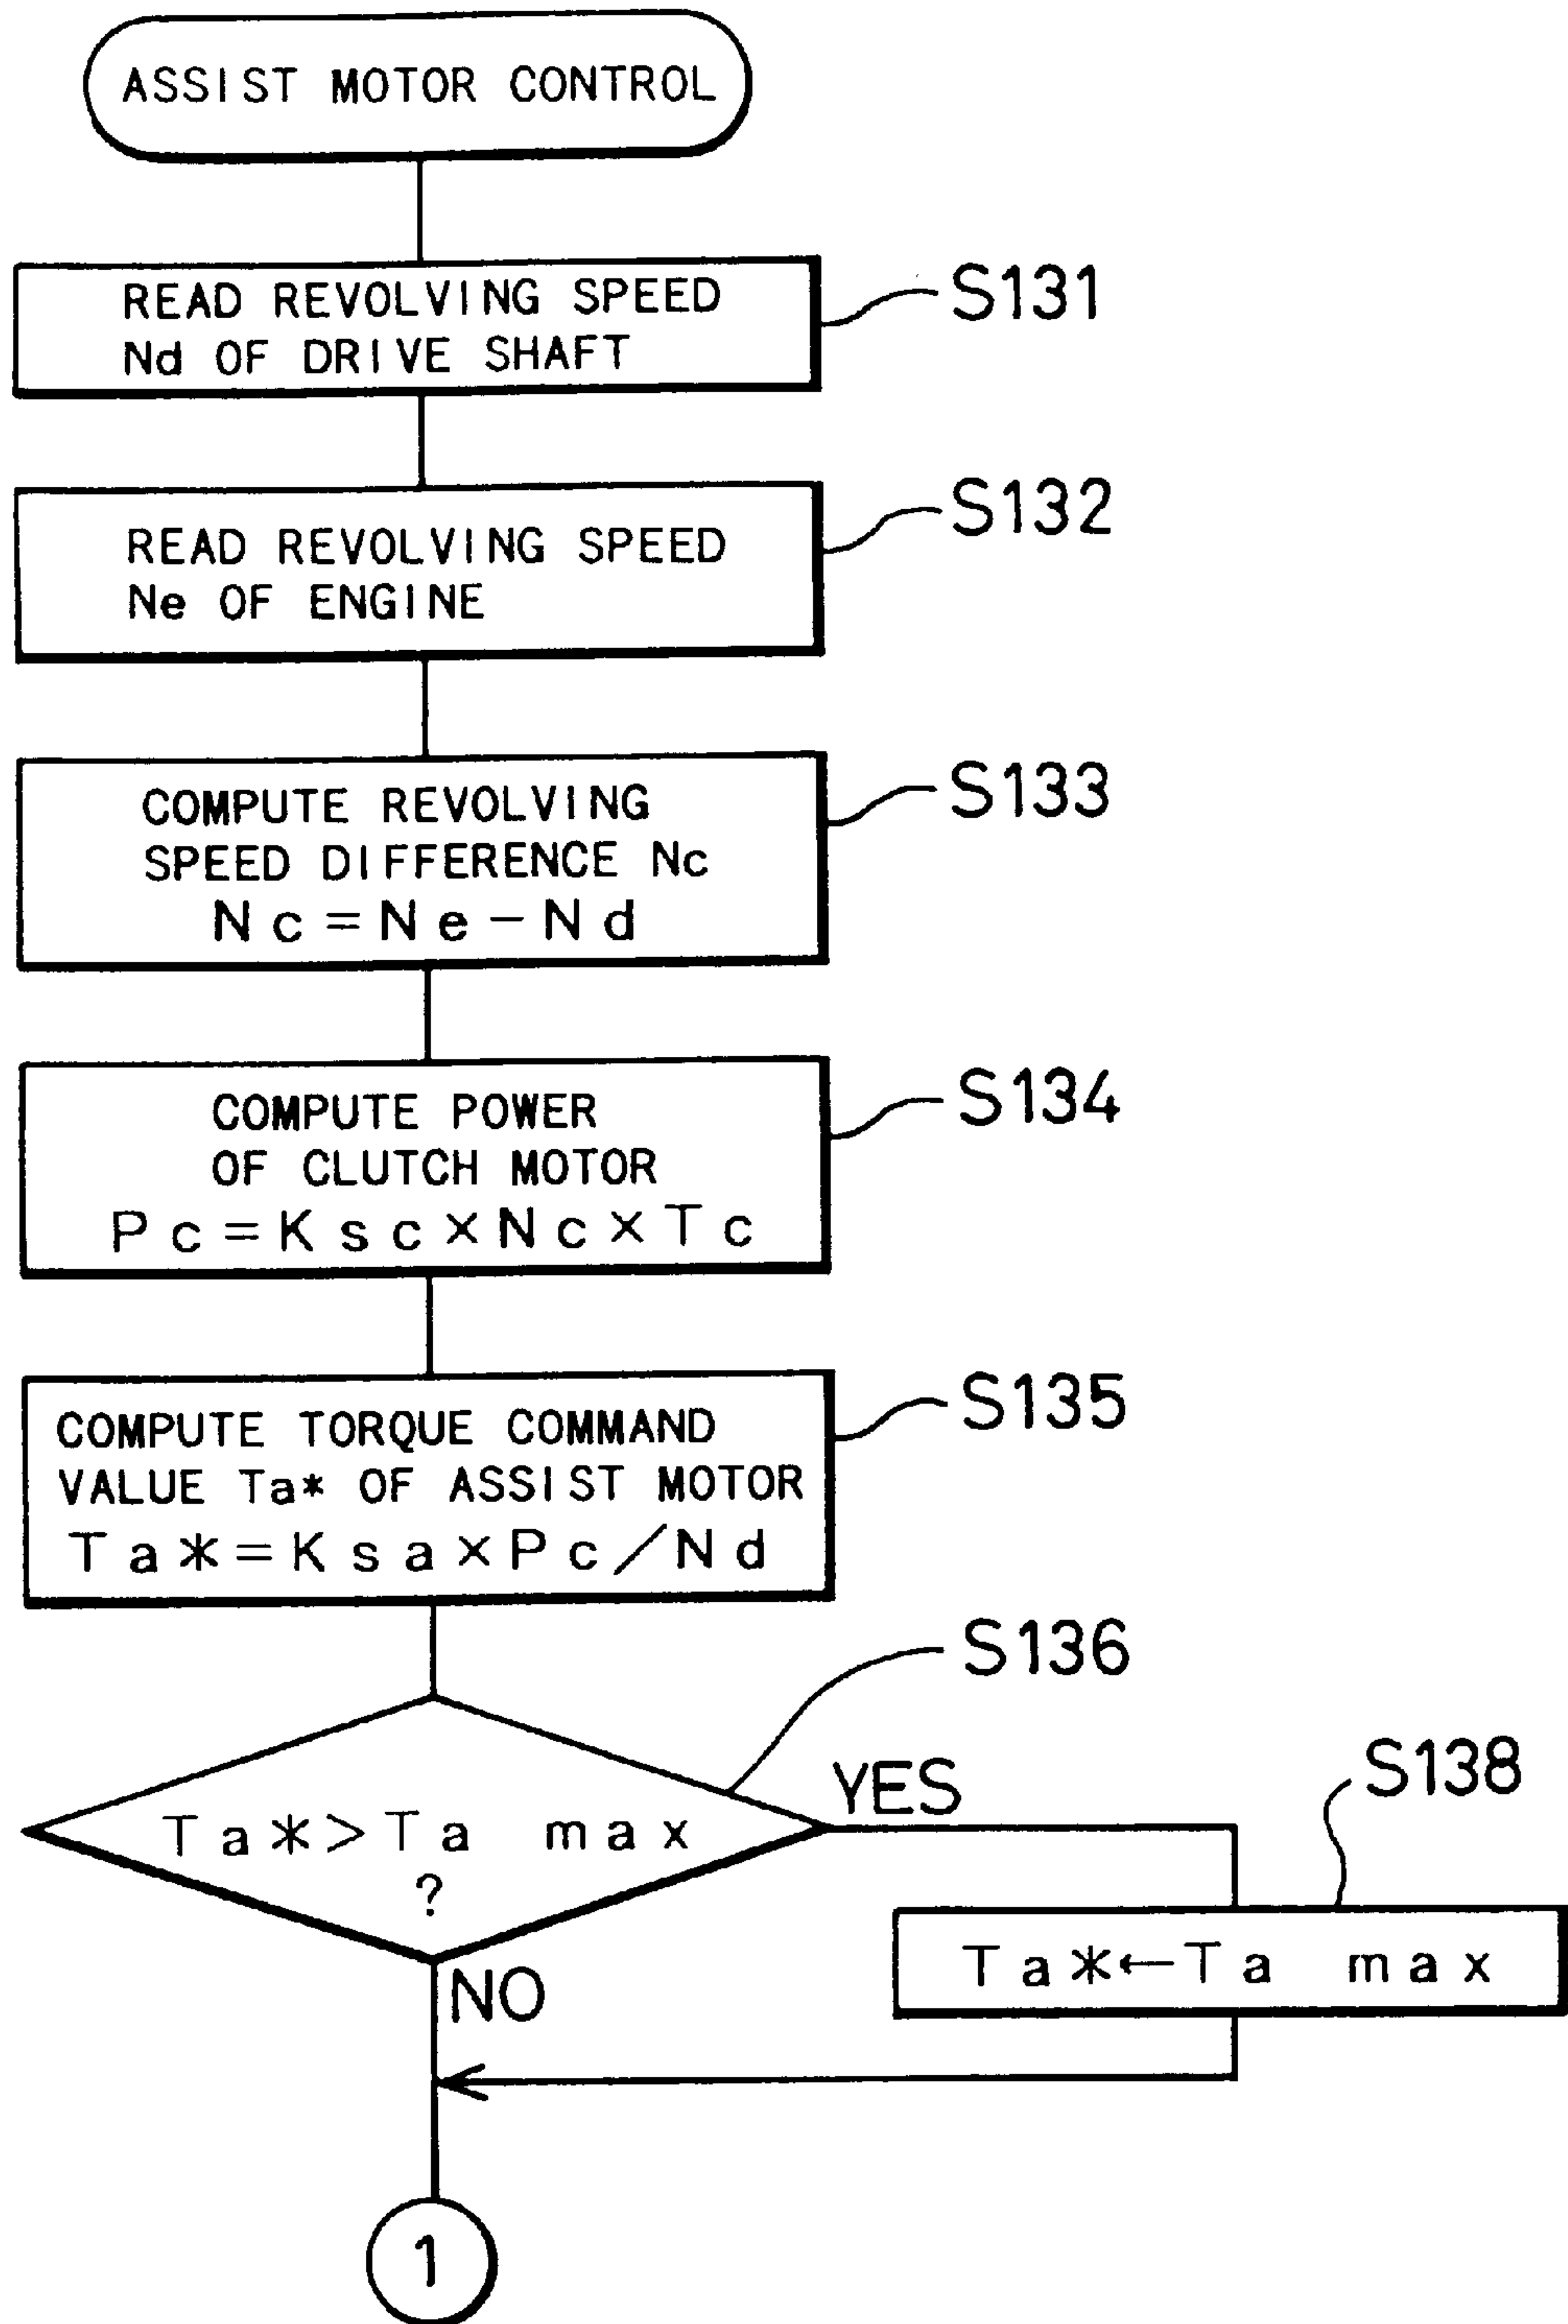 ASSIST MOTOR CONTROL
READ REVOLVING SPEED
Nd OF DRIVE SHAFT
S131
READ REVOLVING SPEED
Ne OF ENGINE
S132
COMPUTE REVOLVING
SPEED DIFFERENCE Nc
Nc=Ne-Nd
S133
COMPUTE POWER
OF CLUTCH MOTOR
Pc=Ksc×Nc×Tc
S134
COMPUTE TORQUE COMMAND
VALUE Ta* OF ASSIST MOTOR
Ta*=Ksa×Pc/Nd
S135
S136
Ta*>Ta max
?
YES
S138
Ta*←Ta max
NO
1